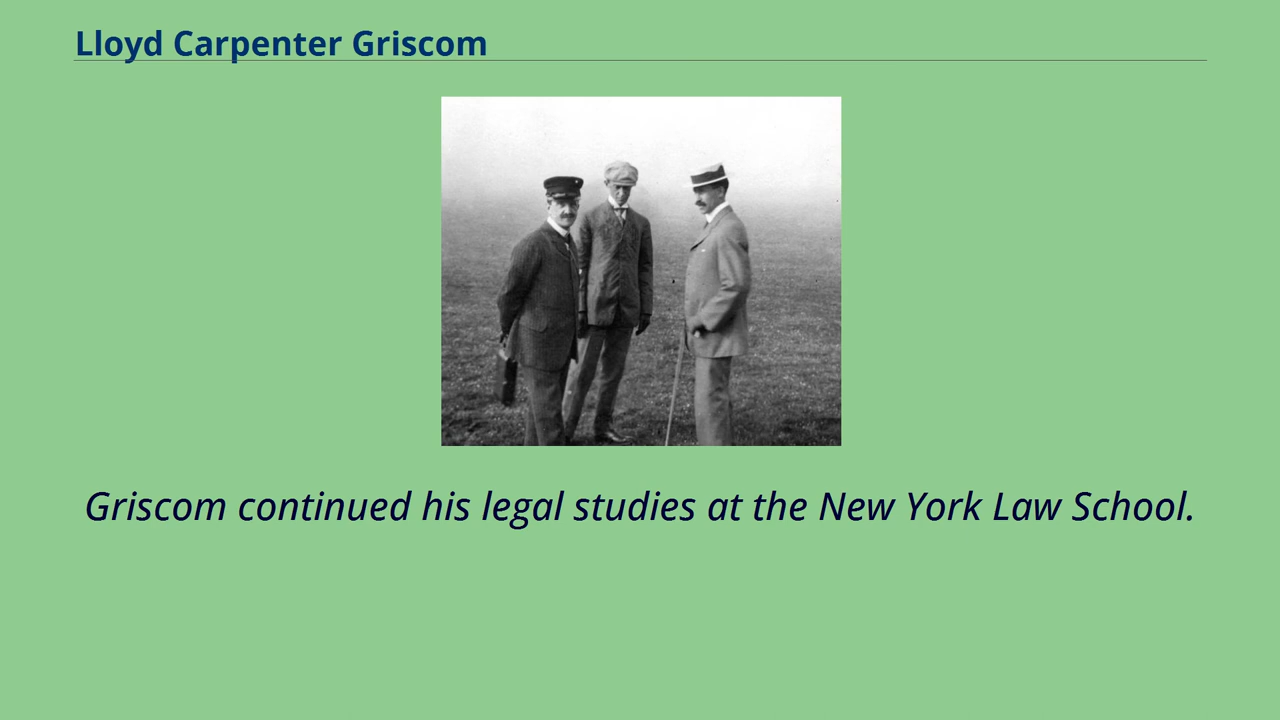 Lloyd Carpenter Griscom
Griscom continued his legal studies at the New York Law School.